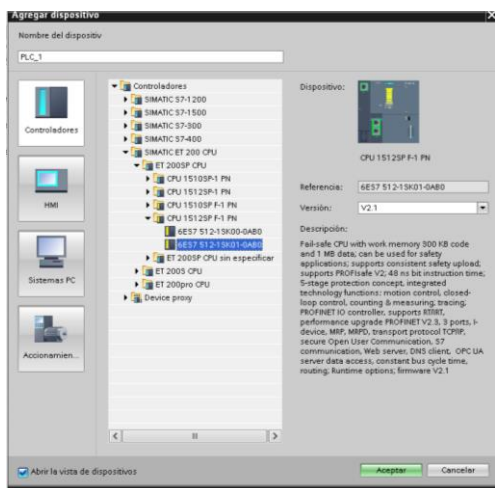 Agregar dispositivo
Nombre del dispositiv
PLC_1
Controladores
HMI
Sistemas PC
Accionamien...
Controladores
SIMATIC S7-1200
SIMATIC S7-1500
SIMATIC S7-300
SIMATIC S7-400
SIMATIC ET 200 CPU
ET 200SP CPU
CPU 1510SP-1 PN
CPU 1512SP-1 PN
CPU 1510SP F-1 PN
CPU 1512SP F-1 PN
6ES7 512-1SK00-0AB0
6ES7 512-1SK01-0AB0
ET 200SP CPU sin especificar
ET 200S CPU
ET 200pro CPU
Device proxy
Dispositivo:
CPU 1512SP F-1 PN
Referencia: 6ES7 512-1SK01-0AB0
Versión: V2.1
Descripción:
Fail-safe CPU with work memory 300 KB code
and 1 MB data; can be used for safety
applications; supports consistent safety upload,
supports PROFIsafe V2; 48 ns bit instruction time;
5-stage protection concept, integrated
technology functions: motion control, closed-
loop control, counting & measuring; tracing,
PROFINET IO controller, supports RT/IRT,
performance upgrade PROFINET V2.3, 3 ports, I-
device, MRP, MRPD, transport protocol TCP/IP,
secure Open User Communication, S7
communication, Web server, DNS client, OPC UA
server data access, constant bus cycle time,
routing; Runtime options; firmware V2.1
Abrir la vista de dispositivos
Aceptar
Cancelar